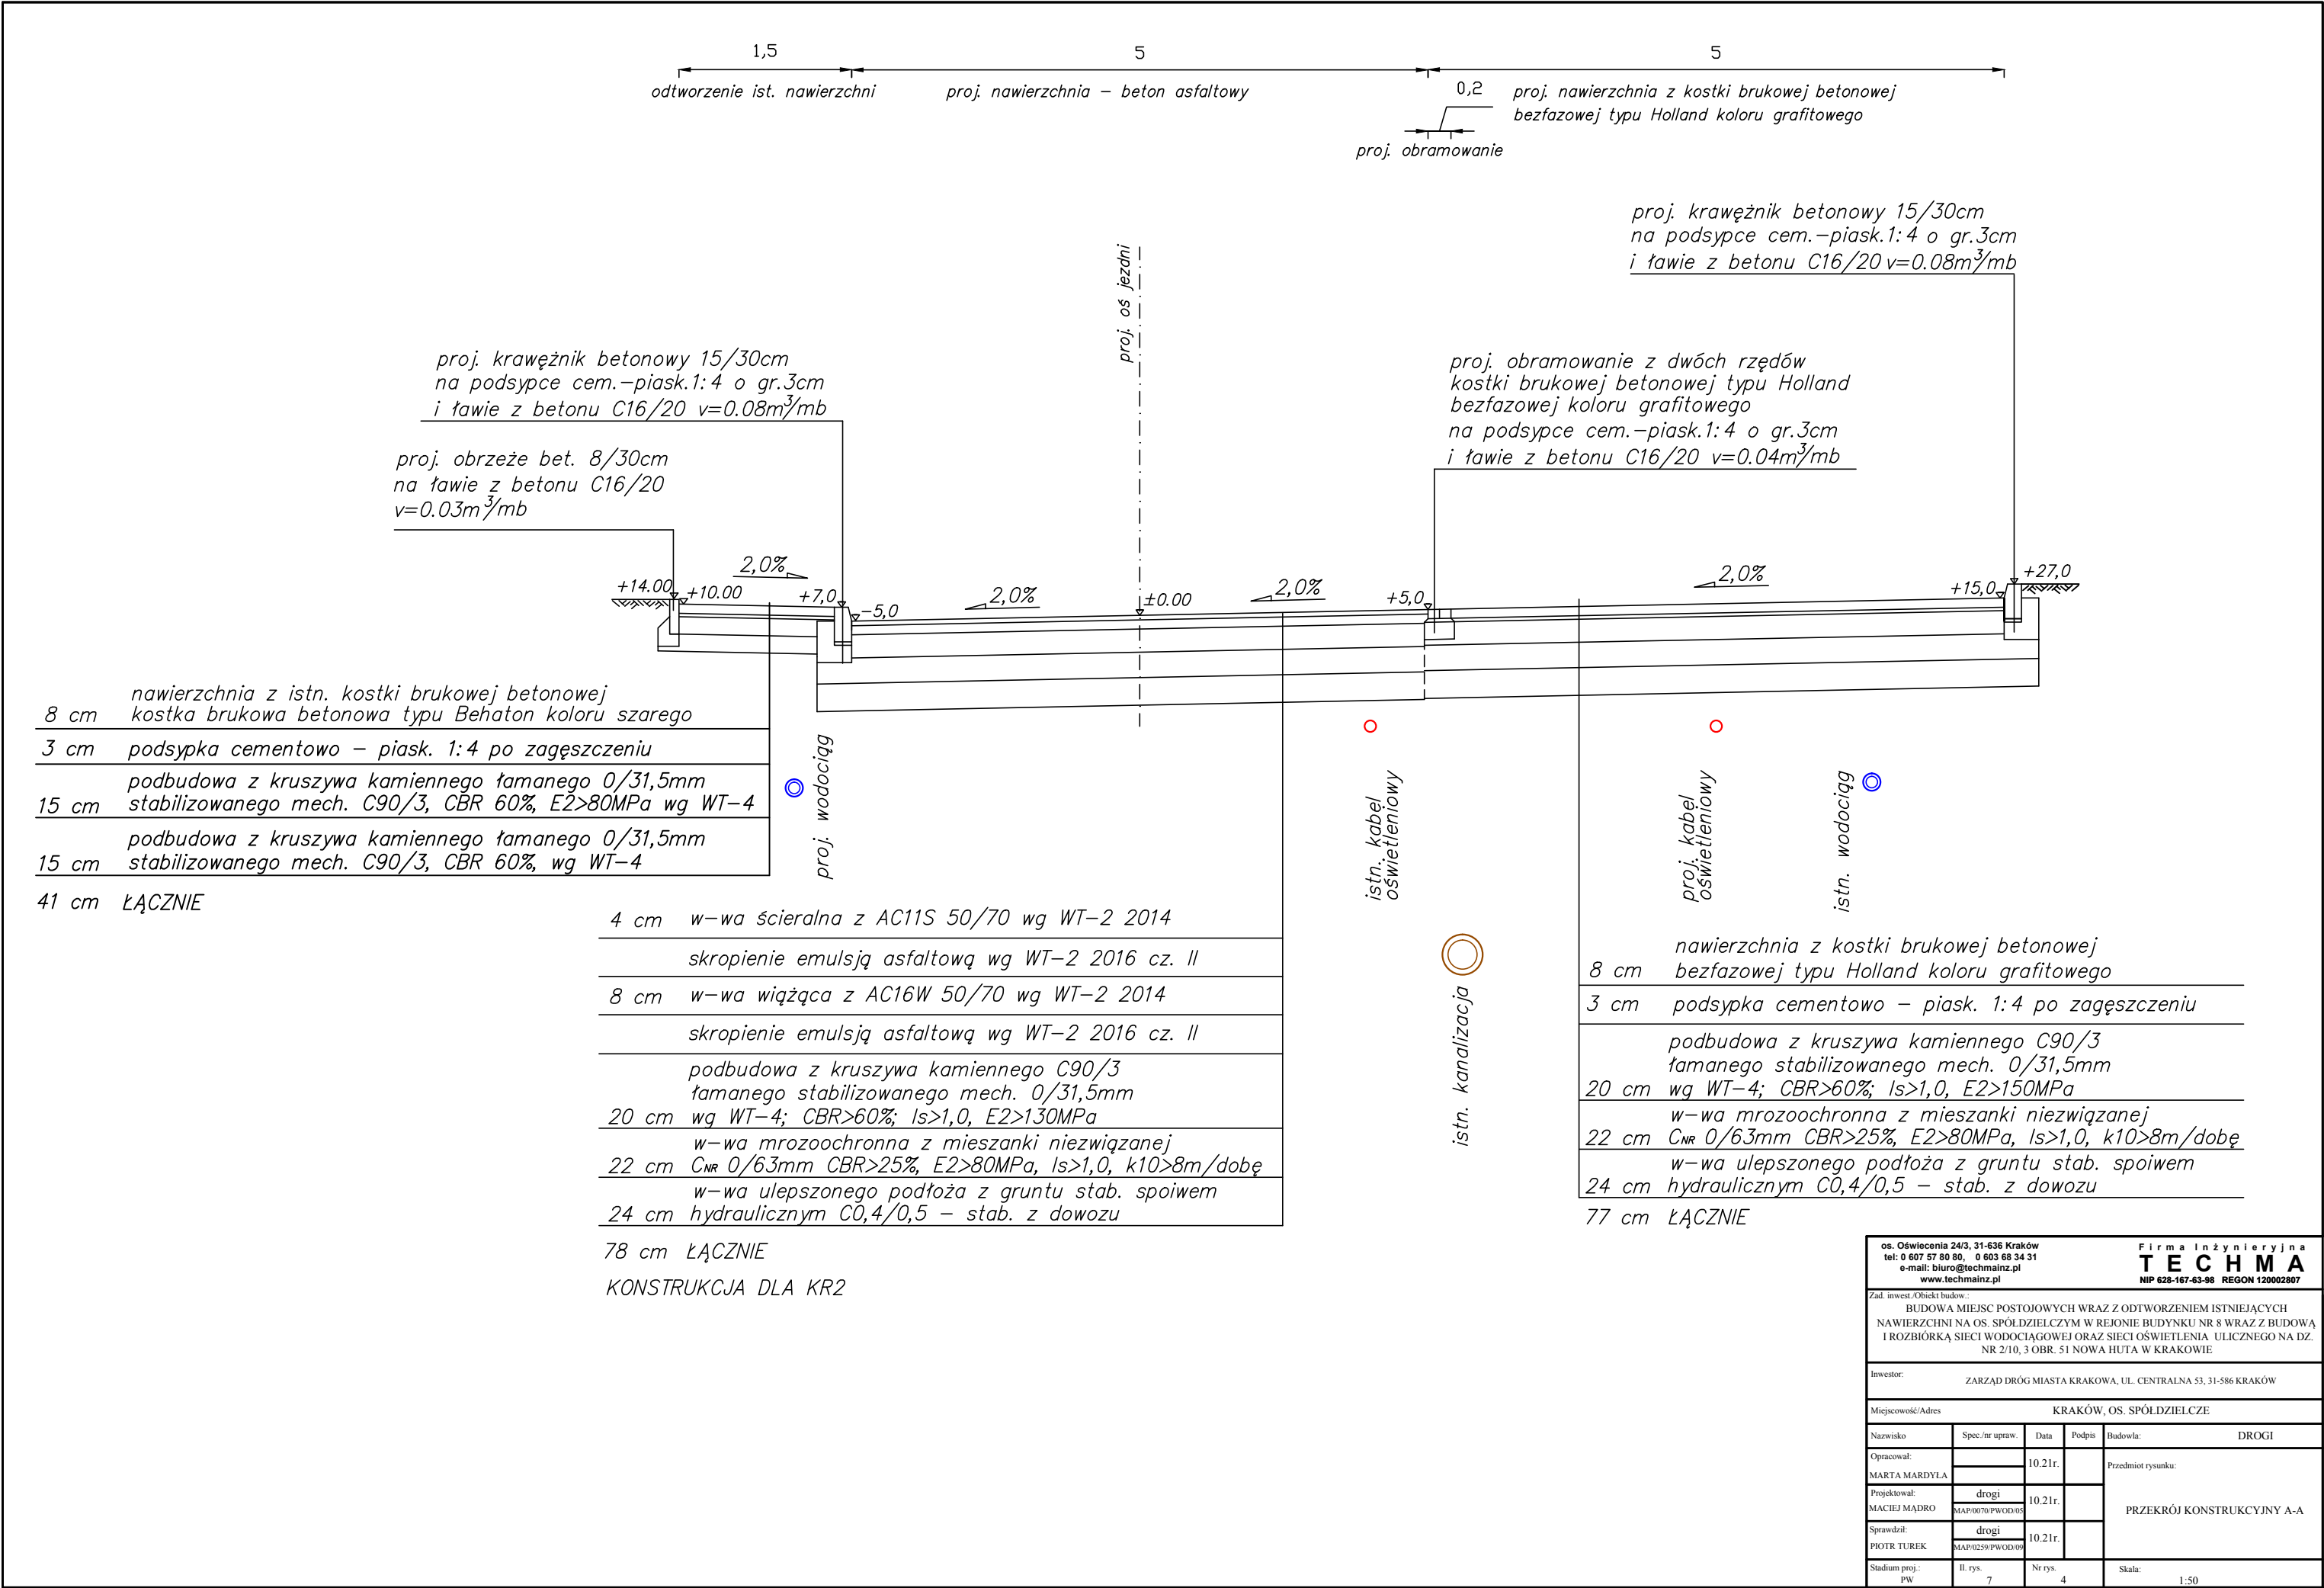 1,5
5
5
odtworzenie ist. nawierzchni
proj. nawierzchnia – beton asfaltowy
0,2
proj. nawierzchnia z kostki brukowej betonowej
bezfazowej typu Holland koloru grafitowego
proj. obramowanie
proj. krawężnik betonowy 15/30cm
na podsypce cem.–piask.1:4 o gr.3cm
i ławie z betonu C16/20 v=0.08m³/mb
proj. oś jezdni
proj. krawężnik betonowy 15/30cm
na podsypce cem.–piask.1:4 o gr.3cm
i ławie z betonu C16/20 v=0.08m³/mb
proj. obramowanie z dwóch rzędów
kostki brukowej betonowej typu Holland
bezfazowej koloru grafitowego
na podsypce cem.–piask.1:4 o gr.3cm
i ławie z betonu C16/20 v=0.04m³/mb
proj. obrzeże bet. 8/30cm
na ławie z betonu C16/20
v=0.03m³/mb
+14.00
+10.00
2,0%
+7,0
-5,0
2,0%
±0.00
2,0%
+5,0
2,0%
+15,0
+27,0
nawierzchnia z istn. kostki brukowej betonowej
8 cm kostka brukowa betonowa typu Behaton koloru szarego
3 cm podsypka cementowo – piask. 1:4 po zagęszczeniu
podbudowa z kruszywa kamiennego łamanego 0/31,5mm
15 cm stabilizowanego mech. C90/3, CBR 60%, E2>80MPa wg WT–4
podbudowa z kruszywa kamiennego łamanego 0/31,5mm
15 cm stabilizowanego mech. C90/3, CBR 60%, wg WT–4
41 cm ŁĄCZNIE
proj. wodociąg
istn. kabel
oświetleniowy
proj. kabel
oświetleniowy
istn. wodociąg
istn. kanalizacja
4 cm w–wa ścieralna z AC11S 50/70 wg WT–2 2014
skropienie emulsją asfaltową wg WT–2 2016 cz. II
8 cm w–wa wiążąca z AC16W 50/70 wg WT–2 2014
skropienie emulsją asfaltową wg WT–2 2016 cz. II
podbudowa z kruszywa kamiennego C90/3
łamanego stabilizowanego mech. 0/31,5mm
20 cm wg WT–4; CBR>60%; Is>1,0, E2>130MPa
w–wa mrozoochronna z mieszanki niezwiązanej
22 cm CNR 0/63mm CBR>25%, E2>80MPa, Is>1,0, k10>8m/dobę
w–wa ulepszonego podłoża z gruntu stab. spoiwem
24 cm hydraulicznym C0,4/0,5 – stab. z dowozu
78 cm ŁĄCZNIE
KONSTRUKCJA DLA KR2
nawierzchnia z kostki brukowej betonowej
8 cm bezfazowej typu Holland koloru grafitowego
3 cm podsypka cementowo – piask. 1:4 po zagęszczeniu
podbudowa z kruszywa kamiennego C90/3
łamanego stabilizowanego mech. 0/31,5mm
20 cm wg WT–4; CBR>60%; Is>1,0, E2>150MPa
w–wa mrozoochronna z mieszanki niezwiązanej
22 cm CNR 0/63mm CBR>25%, E2>80MPa, Is>1,0, k10>8m/dobę
w–wa ulepszonego podłoża z gruntu stab. spoiwem
24 cm hydraulicznym C0,4/0,5 – stab. z dowozu
77 cm ŁĄCZNIE
os. Oświecenia 24/3, 31-636 Kraków
tel: 0 607 57 80 80, 0 603 68 34 31
e-mail: biuro@techmainz.pl
www.techmainz.pl
Firma Inżynieryjna
TECHMA
NIP 628-167-63-98 REGON 120002807
Zad. inwest./Obiekt budow.:
BUDOWA MIEJSC POSTOJOWYCH WRAZ Z ODTWORZENIEM ISTNIEJĄCYCH
NAWIERZCHNI NA OS. SPÓŁDZIELCZYM W REJONIE BUDYNKU NR 8 WRAZ Z BUDOWĄ
I ROZBIÓRKĄ SIECI WODOCIĄGOWEJ ORAZ SIECI OŚWIETLENIA ULICZNEGO NA DZ.
NR 2/10, 3 OBR. 51 NOWA HUTA W KRAKOWIE
Inwestor:
ZARZĄD DRÓG MIASTA KRAKOWA, UL. CENTRALNA 53, 31-586 KRAKÓW
Miejscowość/Adres KRAKÓW, OS. SPÓŁDZIELCZE
Nazwisko Spec./nr upraw. Data Podpis Budowla: DROGI
Opracował:
MARTA MARDYŁA
10.21r.
Przedmiot rysunku:
PRZEKRÓJ KONSTRUKCYJNY A-A
Projektował:
MACIEJ MĄDRO
drogi
MAP/0070/PWOD/05
10.21r.
Sprawdził:
PIOTR TUREK
drogi
MAP/0259/PWOD/09
10.21r.
Stadium proj.: Il. rys. Nr rys. Skala:
PW 7 4 1:50